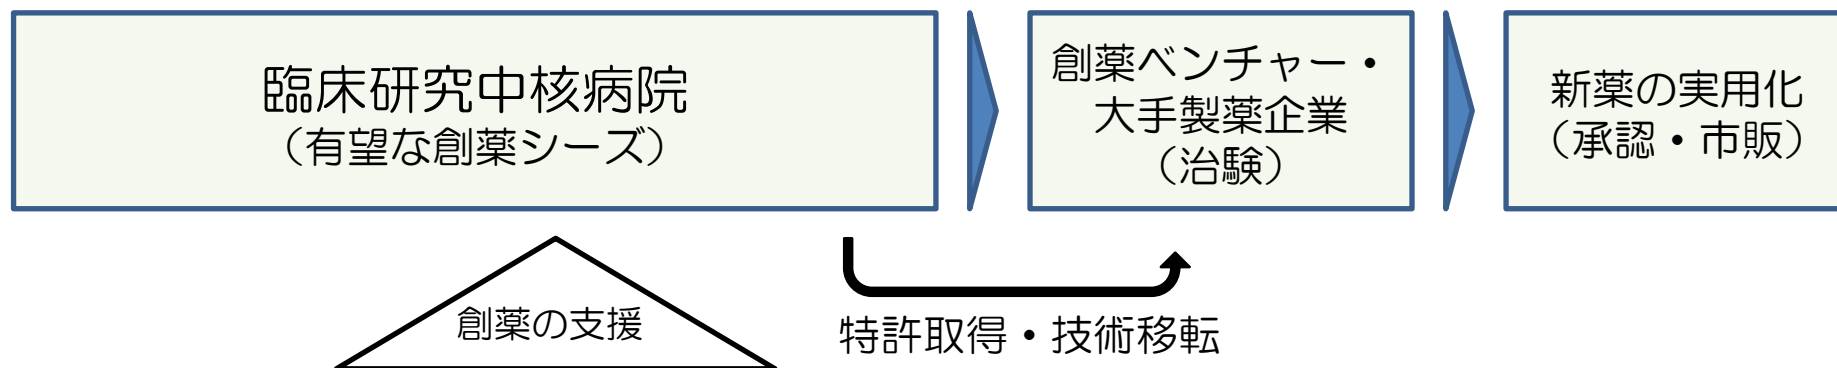 臨床研究中核病院
（有望な創薬シーズ）
創薬ベンチャー・
大手製薬企業
（治験）
新薬の実用化
（承認・市販）
創薬の支援
特許取得・技術移転